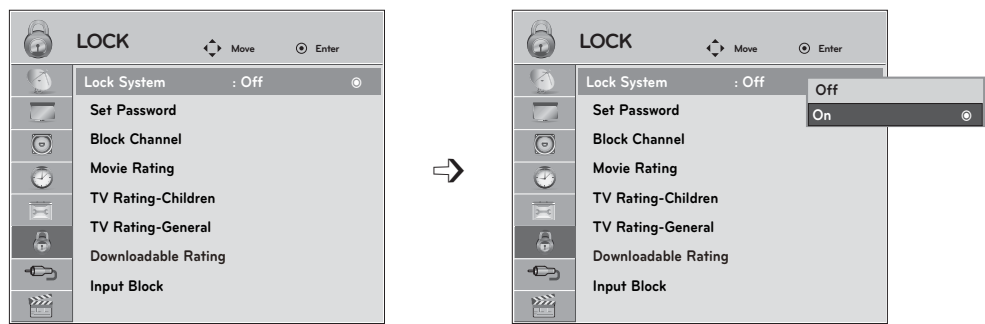 LOCK
Move
Enter
Lock System : Off
Set Password
Block Channel
Movie Rating
TV Rating-Children
TV Rating-General
Downloadable Rating
Input Block
LOCK
Move
Enter
Lock System : Off
Off
On
Set Password
Block Channel
Movie Rating
TV Rating-Children
TV Rating-General
Downloadable Rating
Input Block